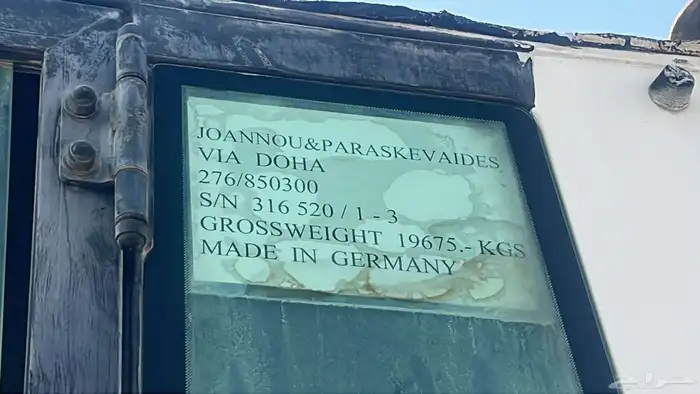 JOANNOU&PARASKEVAIDES
VIA DOHA
276/850300
S/N 316 520 / 1 - 3
GROSSWEIGHT 19675.- KGS
MADE IN GERMANY
حراج